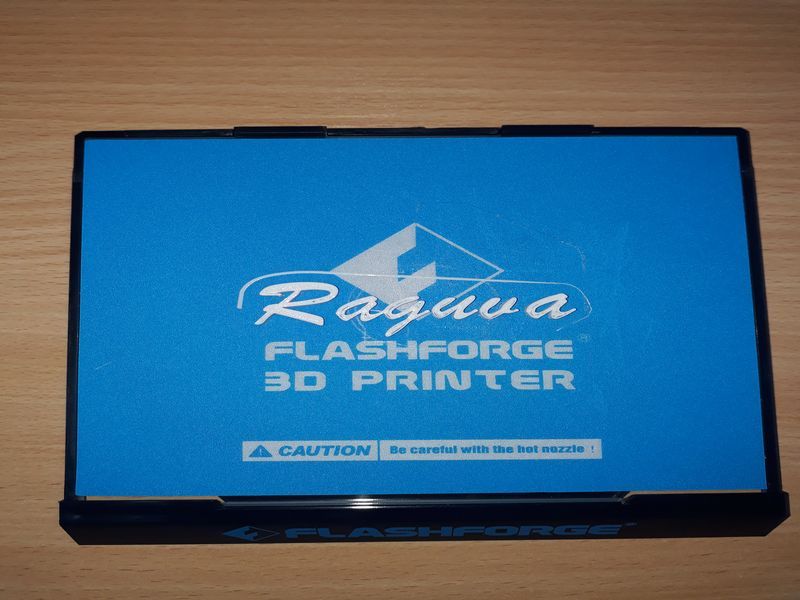 Raguva
FLASHFORGE®
3D PRINTER
CAUTION Be careful with the hot nozzle !
FLASHFORGE®